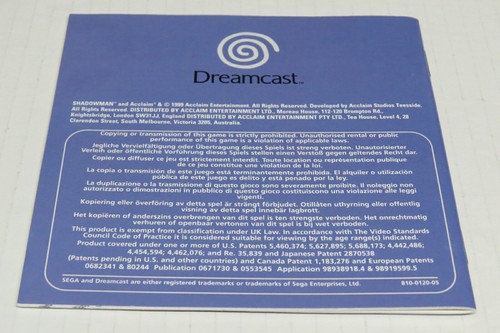 Dreamcast™
SHADOWMAN™ and Acclaim® & © 1999 Acclaim Entertainment. All Rights Reserved. Developed by Acclaim Studios Teesside.
All Rights Reserved. DISTRIBUTED BY ACCLAIM ENTERTAINMENT LTD., Moreau House, 112-120 Brompton Rd.,
Knightsbridge, London SW31JJ, England DISTRIBUTED BY ACCLAIM ENTERTAINMENT PTY LTD., Tea House, Level 4, 28
Clarendon Street, South Melbourne, Victoria 3205, Australia.
Copying or transmission of this game is strictly prohibited. Unauthorised rental or public
performance of this game is a violation of applicable laws.
Jegliche Vervielfältigung oder Übertragung dieses Spiels ist streng verboten. Unautorisierter
Verleih oder öffentliche Vorführung dieses Spiels stellen einen Verstoß gegen geltendes Recht dar.
Copier ou diffuser ce jeu est strictement interdit. Toute location ou représentation publique
de ce jeu constitue une violation de la loi.
La copia o transmisión de este juego está terminantemente prohibida. El alquiler o utilización
pública de este juego es delito y está penado por la ley.
La duplicazione o la trasmissione di questo gioco sono severamente proibite. Il noleggio non
autorizzato o dimostrazioni in pubblico di questo gioco costituiscono una violazione alle leggi
vigenti.
Kopiering eller överföring av detta spel är strängt förbjudet. Otillåten uthyrning eller offentlig
visning av detta spel innebär lagbrott.
Het kopiëren of anderszins overbrengen van dit spel is ten strengste verboden. Het onrechtmatig
verhuren of openbaar vertonen van dit spel is bij wet verboden.
This product is exempt from classification under UK Law. In accordance with The Video Standards
Council Code of Practice it is considered suitable for viewing by the age range(s) indicated.
Product covered under one or more of U.S. Patents 5,460,374; 5,627,895; 5,688,173; 4,442,486;
4,454,594; 4,462,076; and Re. 35,839 and Japanese Patent 2870538
(Patents pending in U.S. and other countries) and Canada Patent 1,183,276 and European Patents
0682341 & 80244 Publication 0671730 & 0553545 Application 98938918.4 & 98919599.5
SEGA and Dreamcast are either registered trademarks or trademarks of Sega Enterprises, Ltd.
810-0120-05